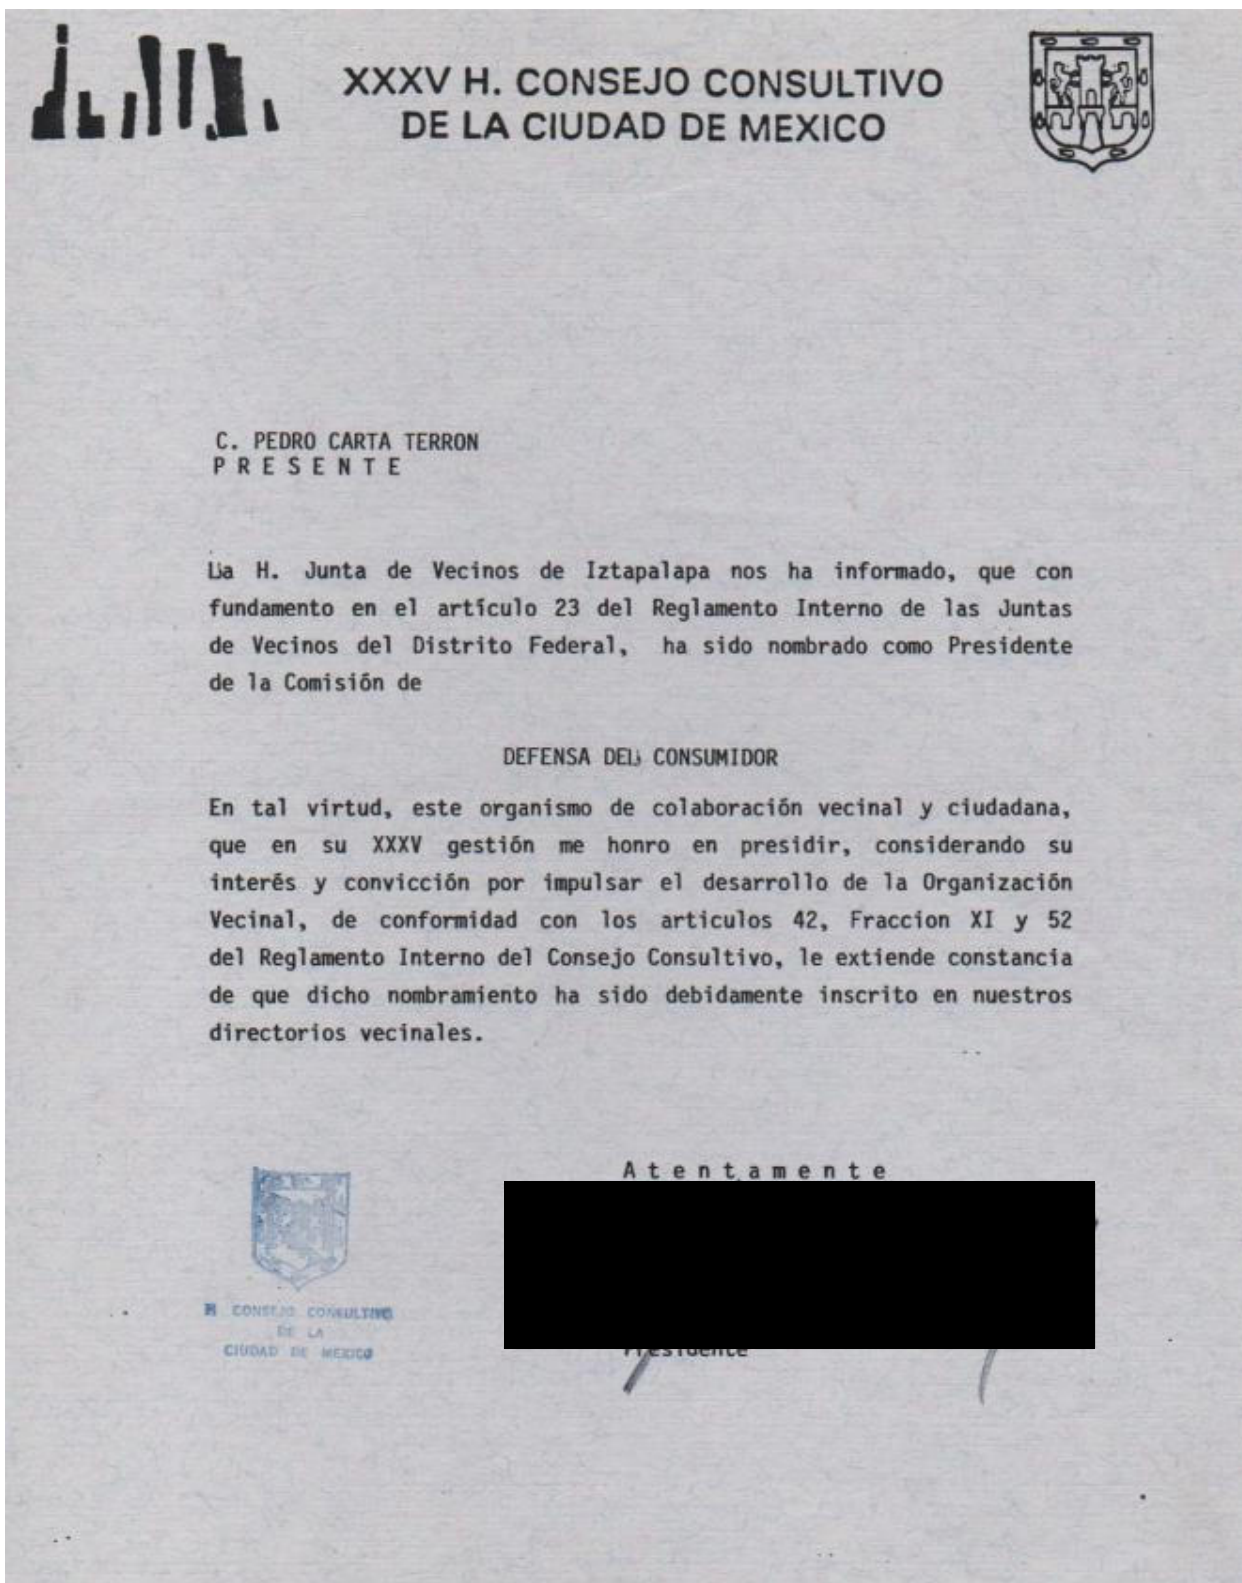 XXXV H. CONSEJO CONSULTIVO
DE LA CIUDAD DE MEXICO
C. PEDRO CARTA TERRON
P R E S E N T E
La H. Junta de Vecinos de Iztapalapa nos ha informado, que con
fundamento en el artículo 23 del Reglamento Interno de las Juntas
de Vecinos del Distrito Federal, ha sido nombrado como Presidente
de la Comisión de
DEFENSA DEL CONSUMIDOR
En tal virtud, este organismo de colaboración vecinal y ciudadana,
que en su XXXV gestión me honro en presidir, considerando su
interés y convicción por impulsar el desarrollo de la Organización
Vecinal, de conformidad con los articulos 42, Fraccion XI y 52
del Reglamento Interno del Consejo Consultivo, le extiende constancia
de que dicho nombramiento ha sido debidamente inscrito en nuestros
directorios vecinales.
A t e n t a m e n t e
Presidente
H CONSEJO CONSULTIVO
DE LA
CIUDAD DE MEXICO